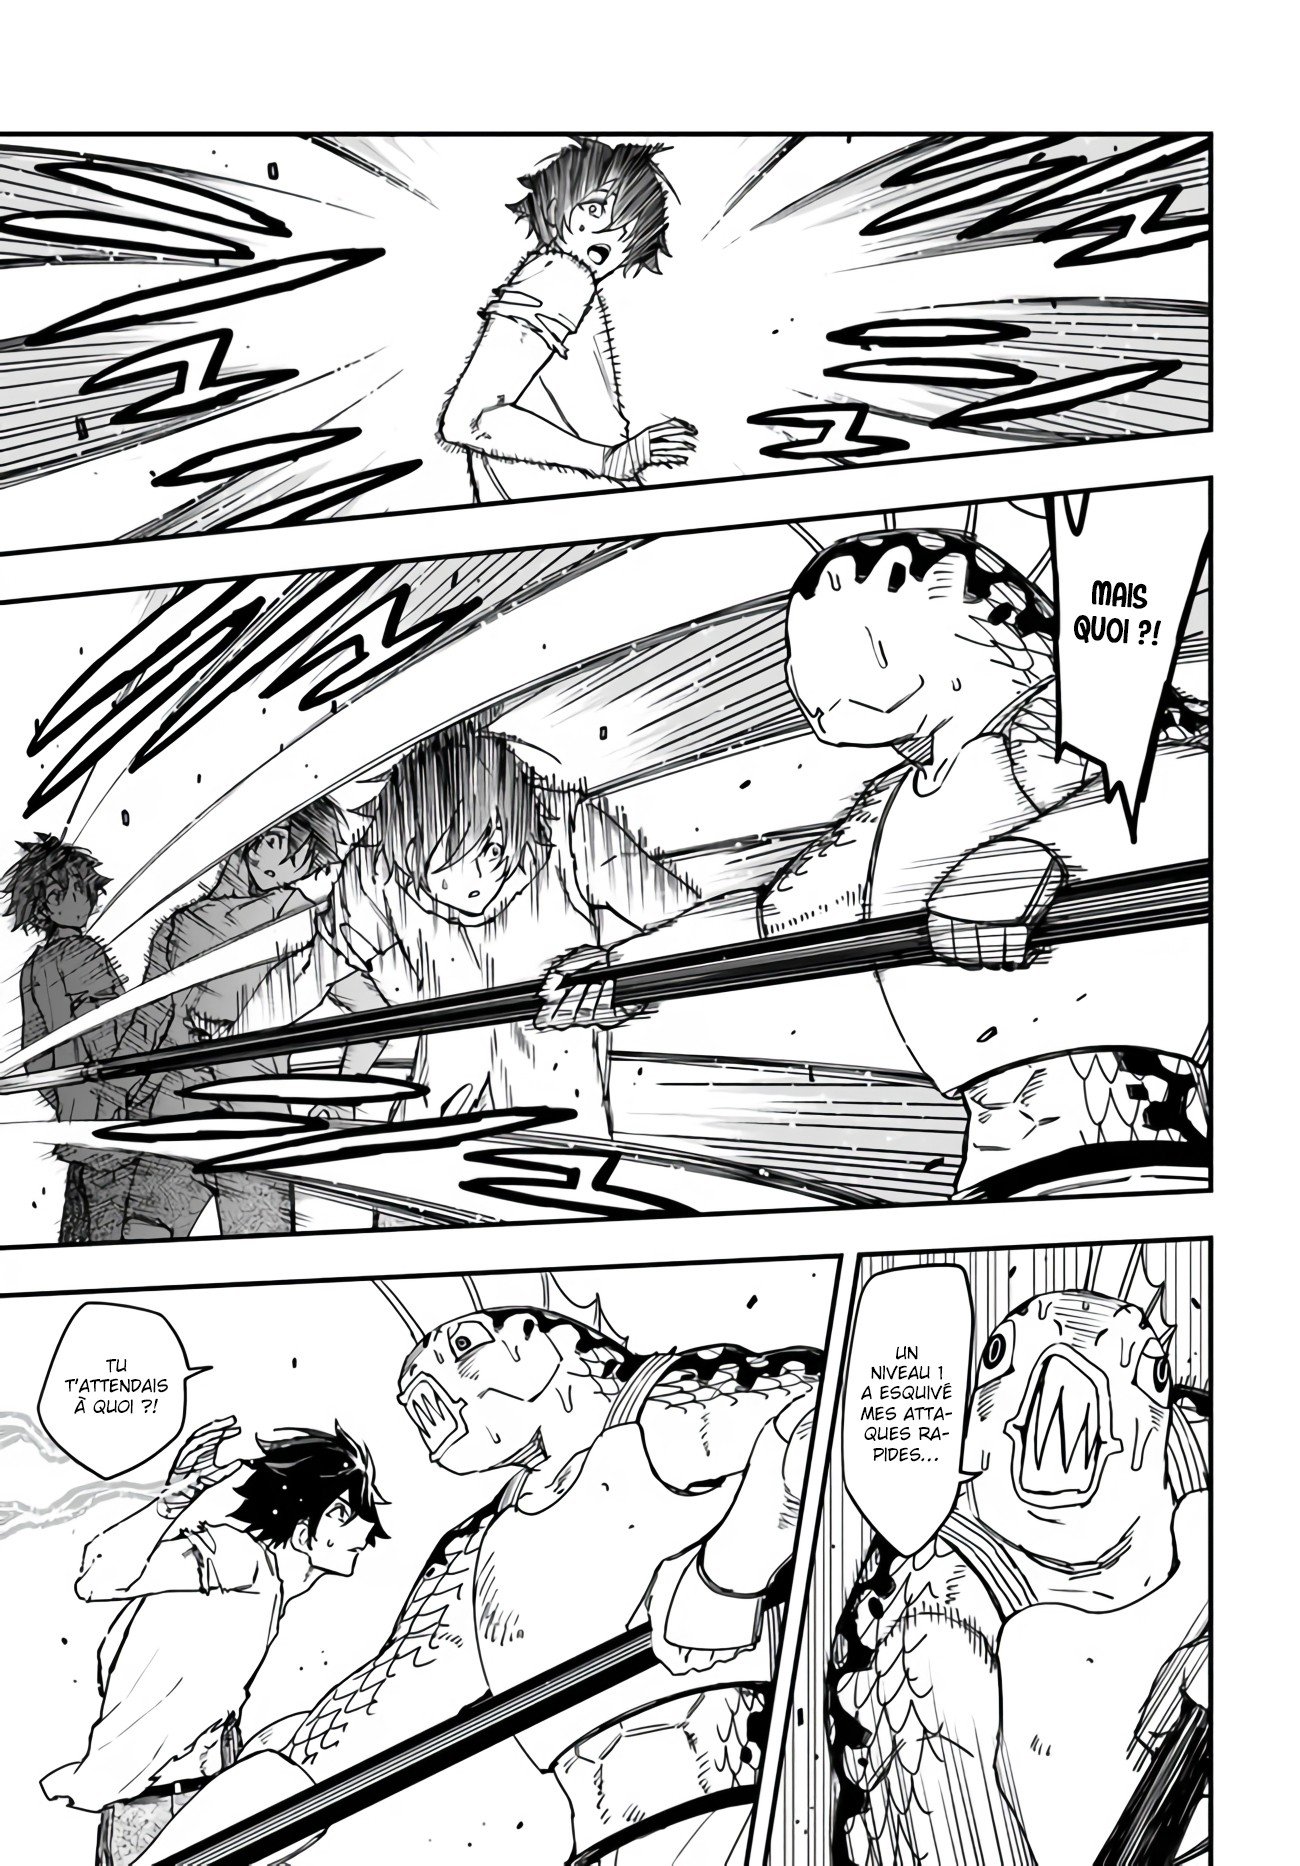 MAIS
QUOI ?!
UN
NIVEAU 1
A ESQUIVÉ
MES ATTA-
QUES RA-
PIDES...
TU
T'ATTENDAIS
À QUOI ?!